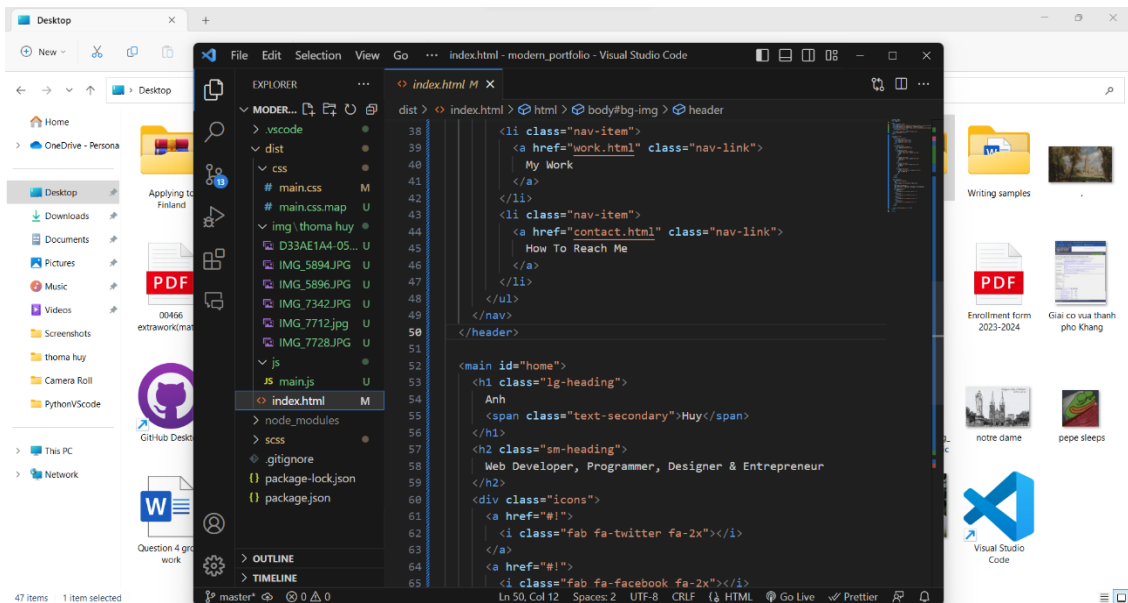 Desktop
New
Desktop
Home
OneDrive - Persona
Desktop
Downloads
Documents
Pictures
Music
Videos
Screenshots
thoma huy
Camera Roll
PythonVScode
This PC
Network
47 items 1 item selected
Applying to
Finland
PDF
00466
extrawork(mat
GitHub Deskt
W
Question 4 gro
work
File Edit Selection View Go ··· index.html - modern_portfolio - Visual Studio Code
EXPLORER ···
MODER...
.vscode
dist
css
# main.css M
# main.css.map U
img \ thoma huy
D33AE1A4-05... U
IMG_5894.JPG U
IMG_5896.JPG U
IMG_7342.JPG U
IMG_7712.jpg U
IMG_7728.JPG U
js
JS main.js U
<> index.html M
node_modules
scss
.gitignore
{} package-lock.json
{} package.json
OUTLINE
TIMELINE
13
<> index.html M
dist > <> index.html > html > body#bg-img > header
38 <li class="nav-item">
39 <a href="work.html" class="nav-link">
40 My Work
41 </a>
42 </li>
43 <li class="nav-item">
44 <a href="contact.html" class="nav-link">
45 How To Reach Me
46 </a>
47 </li>
48 </ul>
49 </nav>
50 </header>
51
52 <main id="home">
53 <h1 class="lg-heading">
54 Anh
55 <span class="text-secondary">Huy</span>
56 </h1>
57 <h2 class="sm-heading">
58 Web Developer, Programmer, Designer & Entrepreneur
59 </h2>
60 <div class="icons">
61 <a href="#!">
62 <i class="fab fa-twitter fa-2x"></i>
63 </a>
64 <a href="#!">
65 <i class="fab fa-facebook fa-2x"></i>
master* 0 0 Ln 50, Col 12 Spaces: 2 UTF-8 CRLF {} HTML Go Live Prettier
Writing samples
.
PDF
Enrollment form
2023-2024
Giai co vua thanh
pho Khang
notre dame
pepe sleeps
Visual Studio
Code